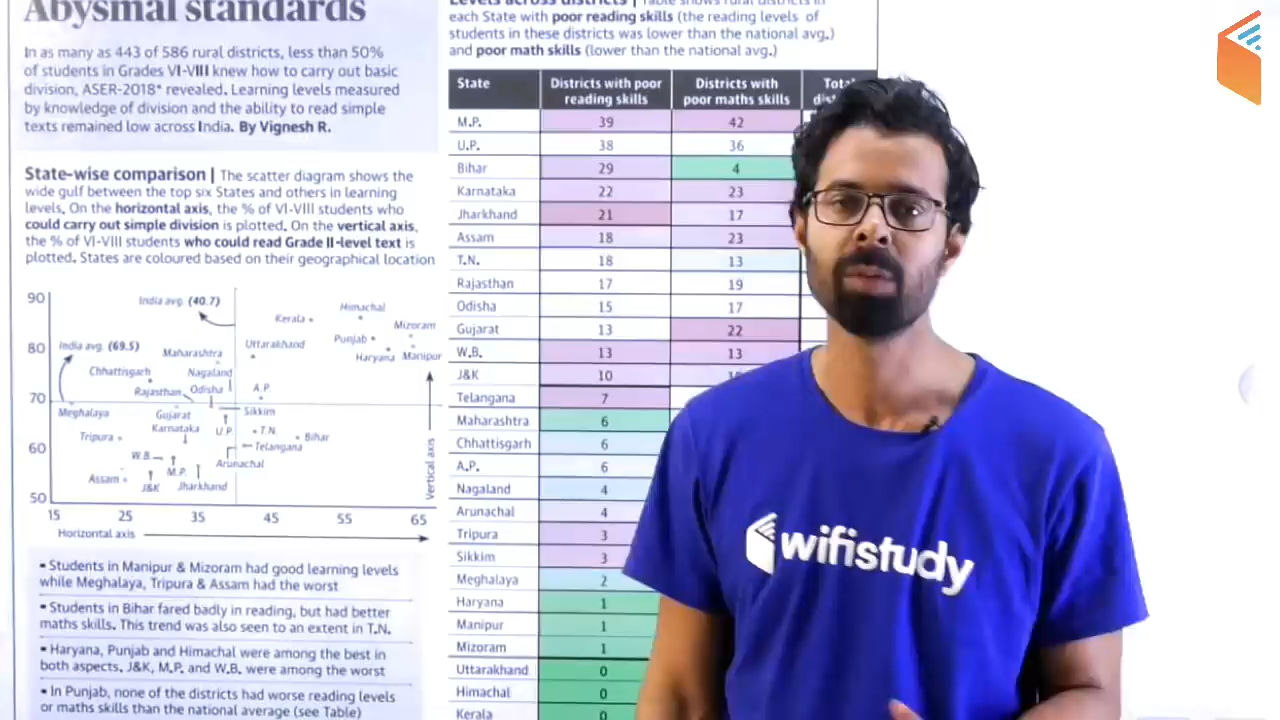 Abysmal standards
In as many as 443 of 586 rural districts, less than 50%
of students in Grades VI-VIII knew how to carry out basic
division, ASER-2018* revealed. Learning levels measured
by knowledge of division and the ability to read simple
texts remained low across India. By Vignesh R.
State-wise comparison | The scatter diagram shows the
wide gulf between the top six States and others in learning
levels. On the horizontal axis, the % of VI-VIII students who
could carry out simple division is plotted. On the vertical axis,
the % of VI-VIII students who could read Grade II-level text is
plotted. States are coloured based on their geographical location
90
80
70
60
50
15 25 35 45 55 65
Horizontal axis
Vertical axis
India avg. (40.7)
India avg. (69.5)
Himachal
Kerala
Mizoram
Punjab
Uttarakhand
Haryana
Manipur
Maharashtra
Chhattisgarh
Nagaland
Rajasthan
Odisha
A.P.
Meghalaya
Gujarat
Sikkim
Karnataka
U.P.
T.N.
Tripura
Bihar
Telangana
W.B.
Arunachal
M.P.
Assam
J&K
Jharkhand
• Students in Manipur & Mizoram had good learning levels
while Meghalaya, Tripura & Assam had the worst
• Students in Bihar fared badly in reading, but had better
maths skills. This trend was also seen to an extent in T.N.
• Haryana, Punjab and Himachal were among the best in
both aspects. J&K, M.P. and W.B. were among the worst
• In Punjab, none of the districts had worse reading levels
or maths skills than the national average (see Table)
Levels across districts | Table shows rural districts in
each State with poor reading skills (the reading levels of
students in these districts was lower than the national avg.)
and poor math skills (lower than the national avg.)
State Districts with poor reading skills Districts with poor maths skills
M.P. 39 42
U.P. 38 36
Bihar 29 4
Karnataka 22 23
Jharkhand 21 17
Assam 18 23
T.N. 18 13
Rajasthan 17 19
Odisha 15 17
Gujarat 13 22
W.B. 13 13
J&K 10
Telangana 7
Maharashtra 6
Chhattisgarh 6
A.P. 6
Nagaland 4
Arunachal 4
Tripura 3
Sikkim 3
Meghalaya 2
Haryana 1
Manipur 1
Mizoram 1
Uttarakhand 0
Himachal 0
Kerala 0
wifistudy